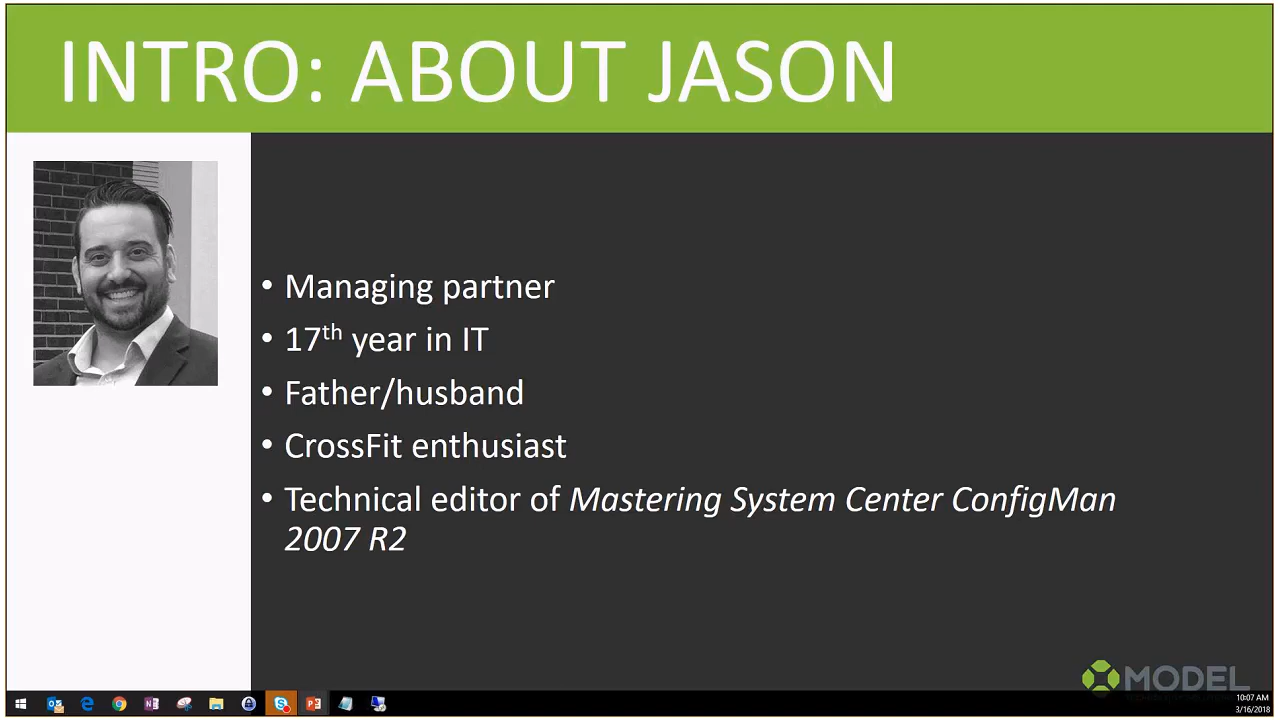 INTRO: ABOUT JASON
• Managing partner
• 17th year in IT
• Father/husband
• CrossFit enthusiast
• Technical editor of Mastering System Center ConfigMan
2007 R2
MODEL
10:07 AM
3/16/2018